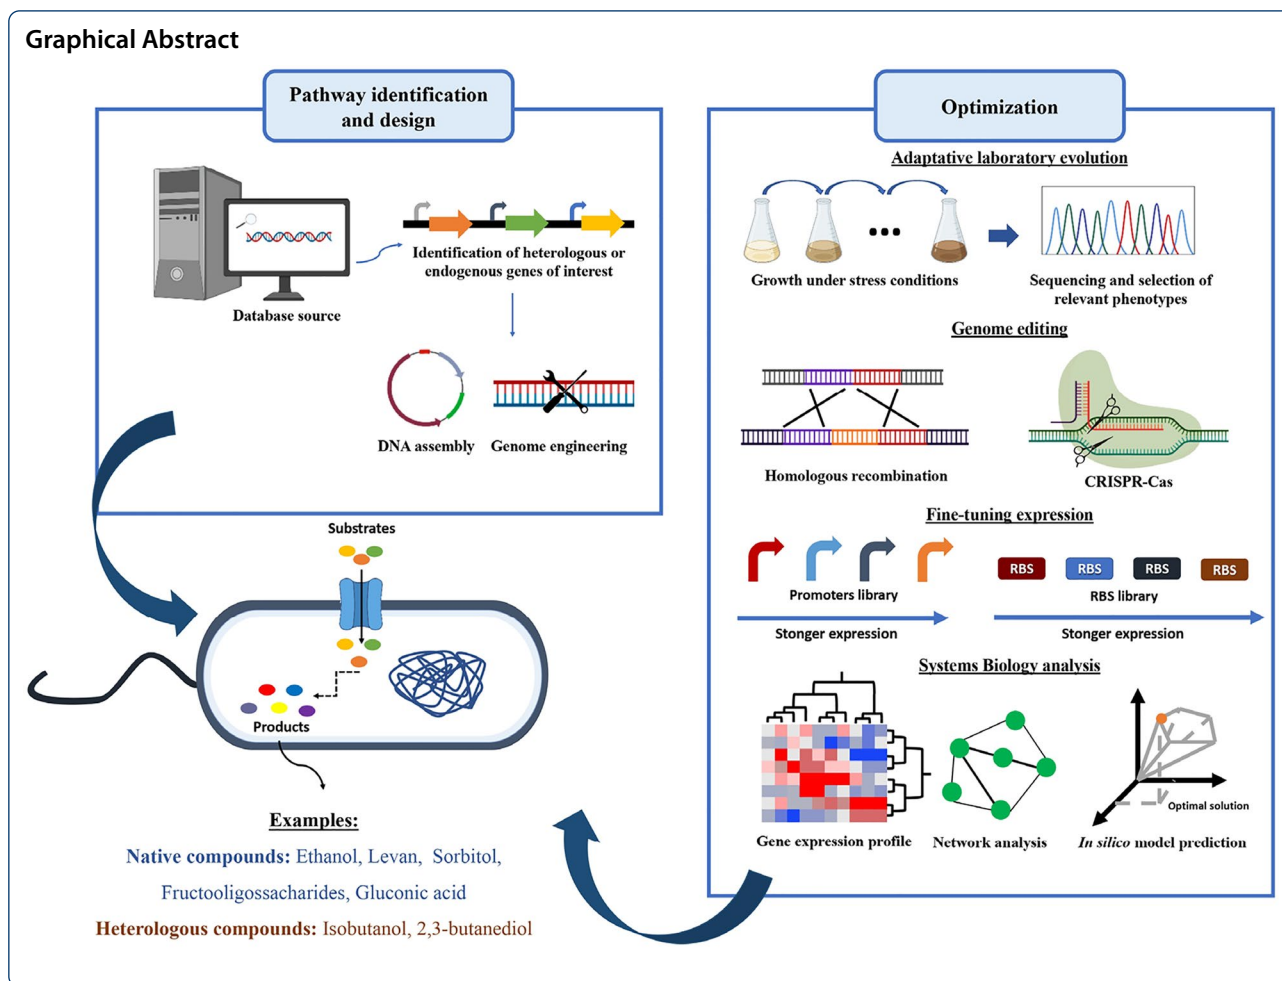 Graphical Abstract
Pathway identification
and design
Database source
Identification of heterologous or
endogenous genes of interest
DNA assembly
Genome engineering
Substrates
Products
Examples:
Native compounds: Ethanol, Levan, Sorbitol,
Fructooligossacharides, Gluconic acid
Heterologous compounds: Isobutanol, 2,3-butanediol
Optimization
Adaptative laboratory evolution
Growth under stress conditions
Sequencing and selection of
relevant phenotypes
Genome editing
Homologous recombination
CRISPR-Cas
Fine-tuning expression
Promoters library
Stonger expression
RBS
RBS
RBS
RBS
RBS library
Stonger expression
Systems Biology analysis
Gene expression profile
Network analysis
Optimal solution
In silico model prediction